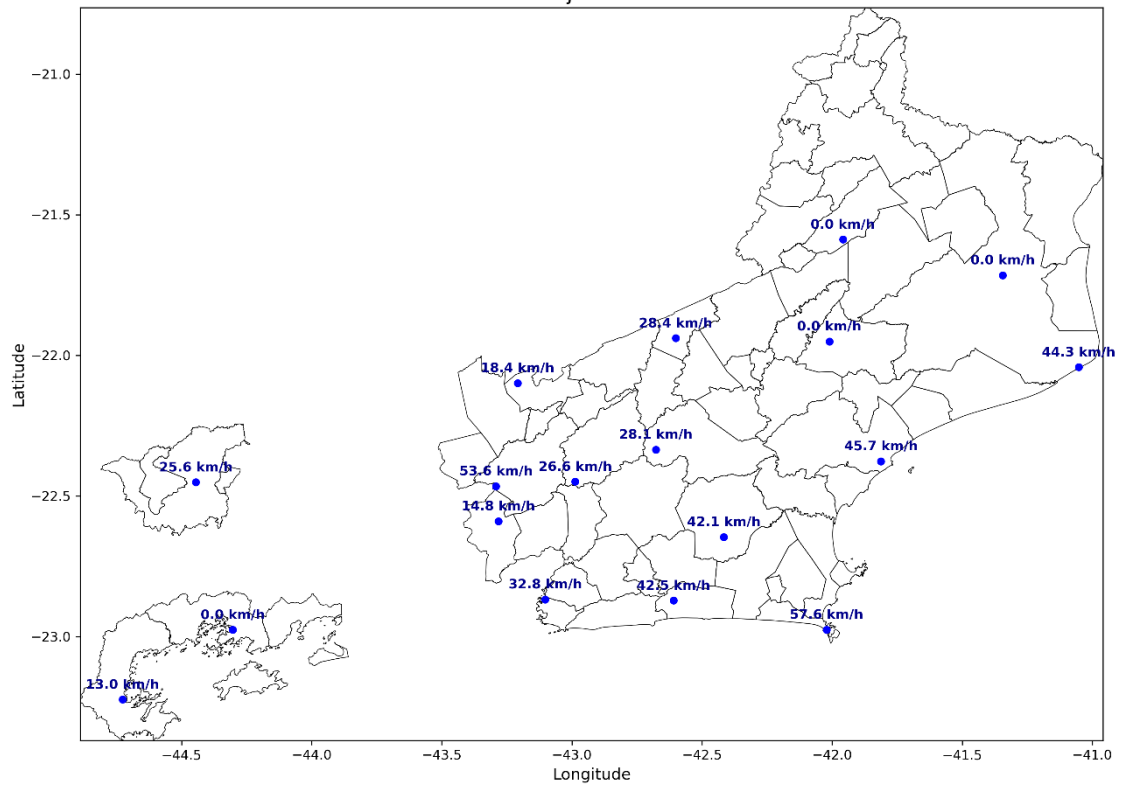 −21.0
−21.5
0.0 km/h
0.0 km/h
28.4 km/h
0.0 km/h
−22.0
44.3 km/h
18.4 km/h
28.1 km/h
45.7 km/h
25.6 km/h
53.6 km/h
26.6 km/h
−22.5
14.8 km/h
42.1 km/h
32.8 km/h
42.5 km/h
0.0 km/h
57.6 km/h
−23.0
13.0 km/h
Latitude
−44.5
−44.0
−43.5
−43.0
−42.5
−42.0
−41.5
−41.0
Longitude